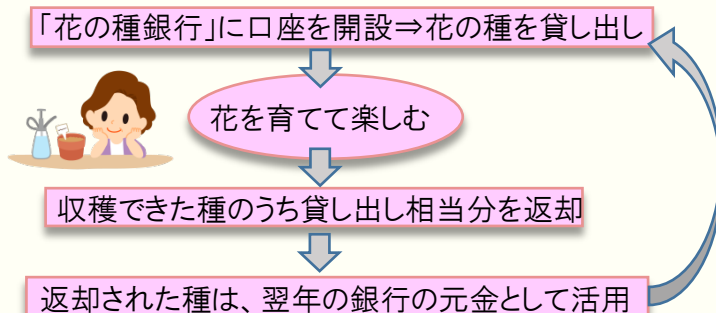 「花の種銀行」に口座を開設⇒花の種を貸し出し
花を育てて楽しむ
収穫できた種のうち貸し出し相当分を返却
返却された種は、翌年の銀行の元金として活用